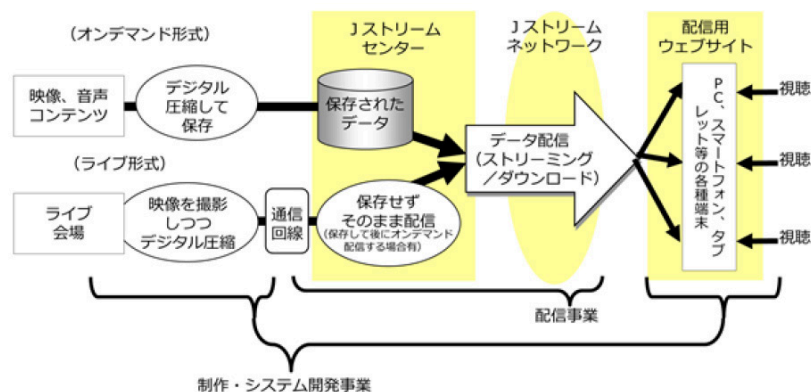 (オンデマンド形式)
映像、音声
コンテンツ
デジタル
圧縮して
保存
Jストリーム
センター
保存された
データ
(ライブ形式)
ライブ
会場
映像を撮影
しつつ
デジタル圧縮
通信
回線
保存せず
そのまま配信
(保存して後にオンデマンド
配信する場合有)
Jストリーム
ネットワーク
データ配信
(ストリーミング
/ダウンロード)
配信用
ウェブサイト
PC、スマートフォン、タブ
レット等の各種端末
視聴
視聴
視聴
配信事業
制作・システム開発事業